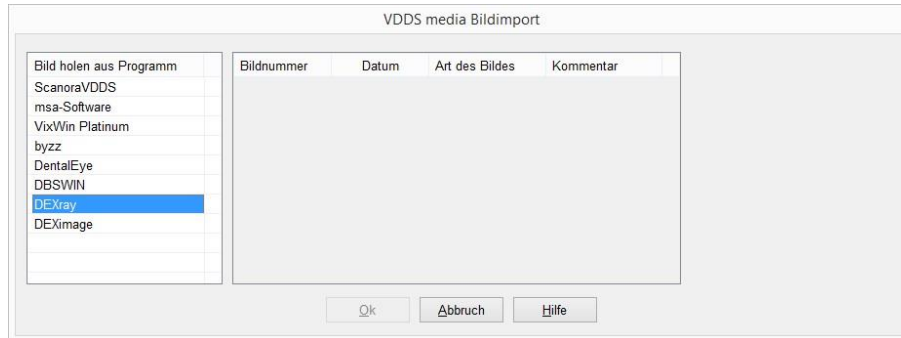 VDDS media Bildimport
Bild holen aus Programm
ScanoraVDDS
msa-Software
VixWin Platinum
byzz
DentalEye
DBSWIN
DEXray
DEXimage
Bildnummer Datum Art des Bildes Kommentar
Ok Abbruch Hilfe